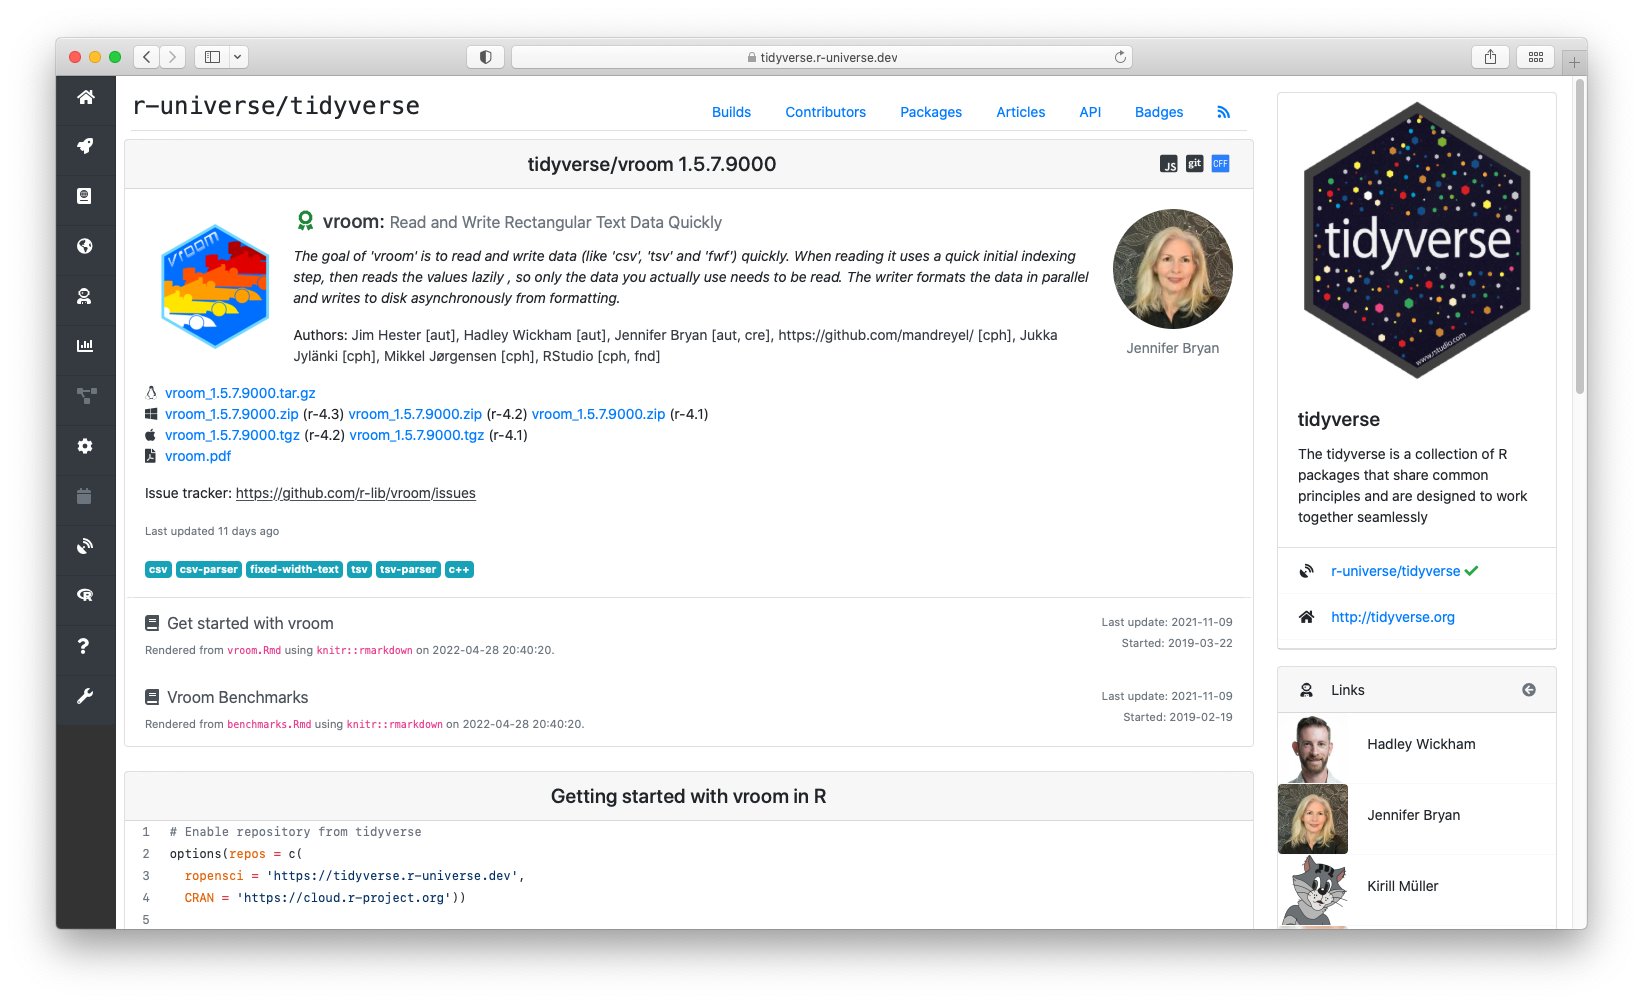 tidyverse.r-universe.dev
r-universe/tidyverse
Builds Contributors Packages Articles API Badges
tidyverse/vroom 1.5.7.9000
JS git CFF
vroom
vroom: Read and Write Rectangular Text Data Quickly
The goal of 'vroom' is to read and write data (like 'csv', 'tsv' and 'fwf') quickly. When reading it uses a quick initial indexing
step, then reads the values lazily , so only the data you actually use needs to be read. The writer formats the data in parallel
and writes to disk asynchronously from formatting.
Authors: Jim Hester [aut], Hadley Wickham [aut], Jennifer Bryan [aut, cre], https://github.com/mandreyel/ [cph], Jukka
Jylänki [cph], Mikkel Jørgensen [cph], RStudio [cph, fnd]
Jennifer Bryan
vroom_1.5.7.9000.tar.gz
vroom_1.5.7.9000.zip (r-4.3) vroom_1.5.7.9000.zip (r-4.2) vroom_1.5.7.9000.zip (r-4.1)
vroom_1.5.7.9000.tgz (r-4.2) vroom_1.5.7.9000.tgz (r-4.1)
vroom.pdf
Issue tracker: https://github.com/r-lib/vroom/issues
Last updated 11 days ago
csv csv-parser fixed-width-text tsv tsv-parser c++
Get started with vroom
Rendered from vroom.Rmd using knitr::rmarkdown on 2022-04-28 20:40:20.
Last update: 2021-11-09
Started: 2019-03-22
Vroom Benchmarks
Rendered from benchmarks.Rmd using knitr::rmarkdown on 2022-04-28 20:40:20.
Last update: 2021-11-09
Started: 2019-02-19
Getting started with vroom in R
1 # Enable repository from tidyverse
2 options(repos = c(
3 ropensci = 'https://tidyverse.r-universe.dev',
4 CRAN = 'https://cloud.r-project.org'))
5
tidyverse
www.rstudio.com
tidyverse
The tidyverse is a collection of R
packages that share common
principles and are designed to work
together seamlessly
r-universe/tidyverse
http://tidyverse.org
Links
Hadley Wickham
Jennifer Bryan
Kirill Müller